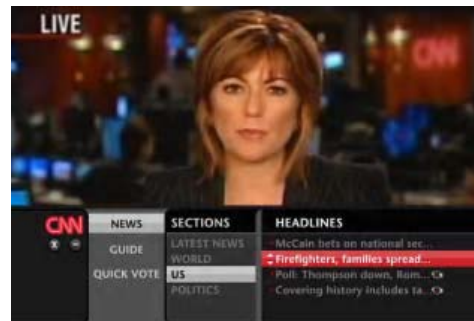 LIVE
CNN
CNN
NEWS
GUIDE
QUICK VOTE
SECTIONS
LATEST NEWS
WORLD
US
POLITICS
HEADLINES
McCain bets on national sec...
Firefighters, families spread...
Poll: Thompson down, Rom...
Covering history includes ta...